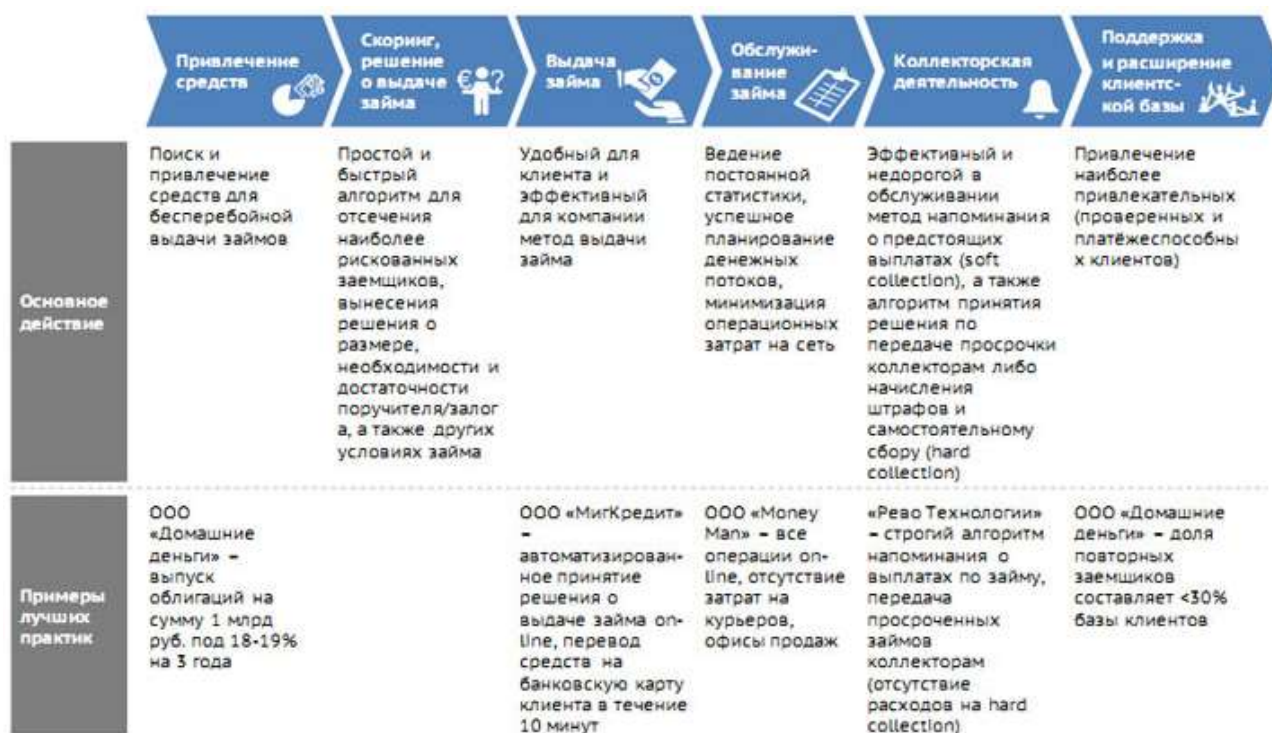 Привлечение
средств
Скоринг,
решение
о выдаче
займа
Выдача
займа
Обслужи-
вание
займа
Коллекторская
деятельность
Поддержка
и расширение
клиентс-
кой базы
Основное
действие
Поиск и
привлечение
средств для
бесперебойной
выдачи займов
Простой и
быстрый
алгоритм для
отсечения
наиболее
рискованных
заемщиков,
вынесения
решения о
размере,
необходимости и
достаточности
поручителя/залог
а, а также других
условиях займа
Удобный для
клиента и
эффективный
для компании
метод выдачи
займа
Ведение
постоянной
статистики,
успешное
планирование
денежных
потоков,
минимизация
операционных
затрат на сеть
Эффективный и
недорогой в
обслуживании
метод напоминания
о предстоящих
выплатах (soft
collection), а также
алгоритм принятия
решения по
передаче просрочки
коллекторам либо
начисления
штрафов и
самостоятельному
сбору (hard
collection)
Привлечение
наиболее
привлекательных
(проверенных и
платёжеспособны
х клиентов)
Примеры
лучших
практик
ООО
«Домашние
деньги» –
выпуск
облигаций на
сумму 1 млрд
руб. под 18-19%
на 3 года
ООО «МигКредит»
–
автоматизирован-
ное принятие
решения о
выдаче займа on-
line, перевод
средств на
банковскую карту
клиента в течение
10 минут
ООО «Money
Man» – все
операции on-
line, отсутствие
затрат на
курьеров,
офисы продаж
«Рево Технологии»
– строгий алгоритм
напоминания о
выплатах по займу,
передача
просроченных
займов
коллекторам
(отсутствие
расходов на hard
collection)
ООО «Домашние
деньги» – доля
повторных
заемщиков
составляет <30%
базы клиентов